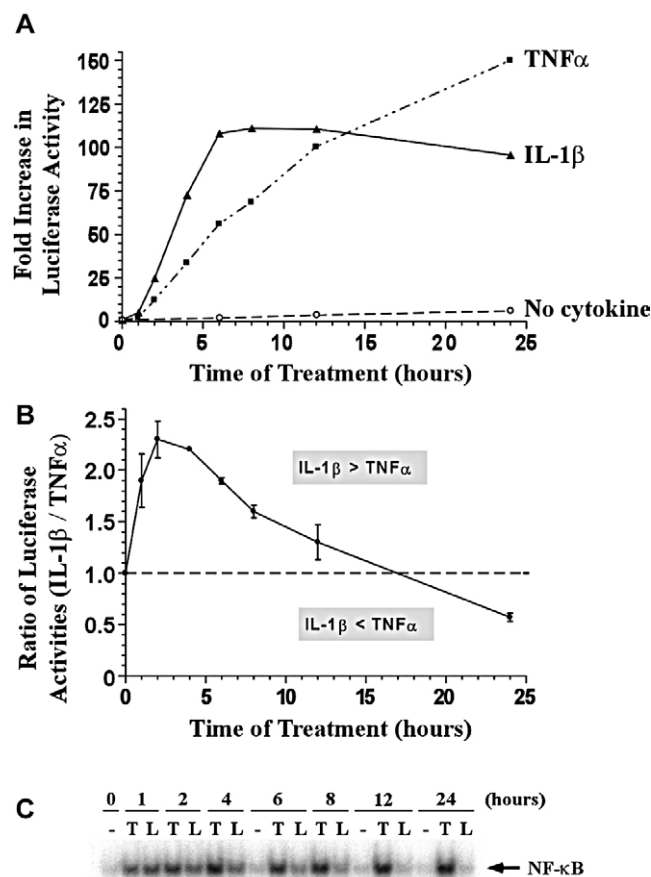 A
Fold Increase in
Luciferase Activity
150
125
100
75
50
25
0
TNFα
IL-1β
No cytokine
0 5 10 15 20 25
Time of Treatment (hours)
B
Ratio of Luciferase
Activities (IL-1β / TNFα)
2.5
2.0
1.5
1.0
0.5
0
IL-1β > TNFα
IL-1β < TNFα
0 5 10 15 20 25
Time of Treatment (hours)
C
0 1 2 4 6 8 12 24 (hours)
- T L T L T L - T L T L - T L - T L
NF-κB